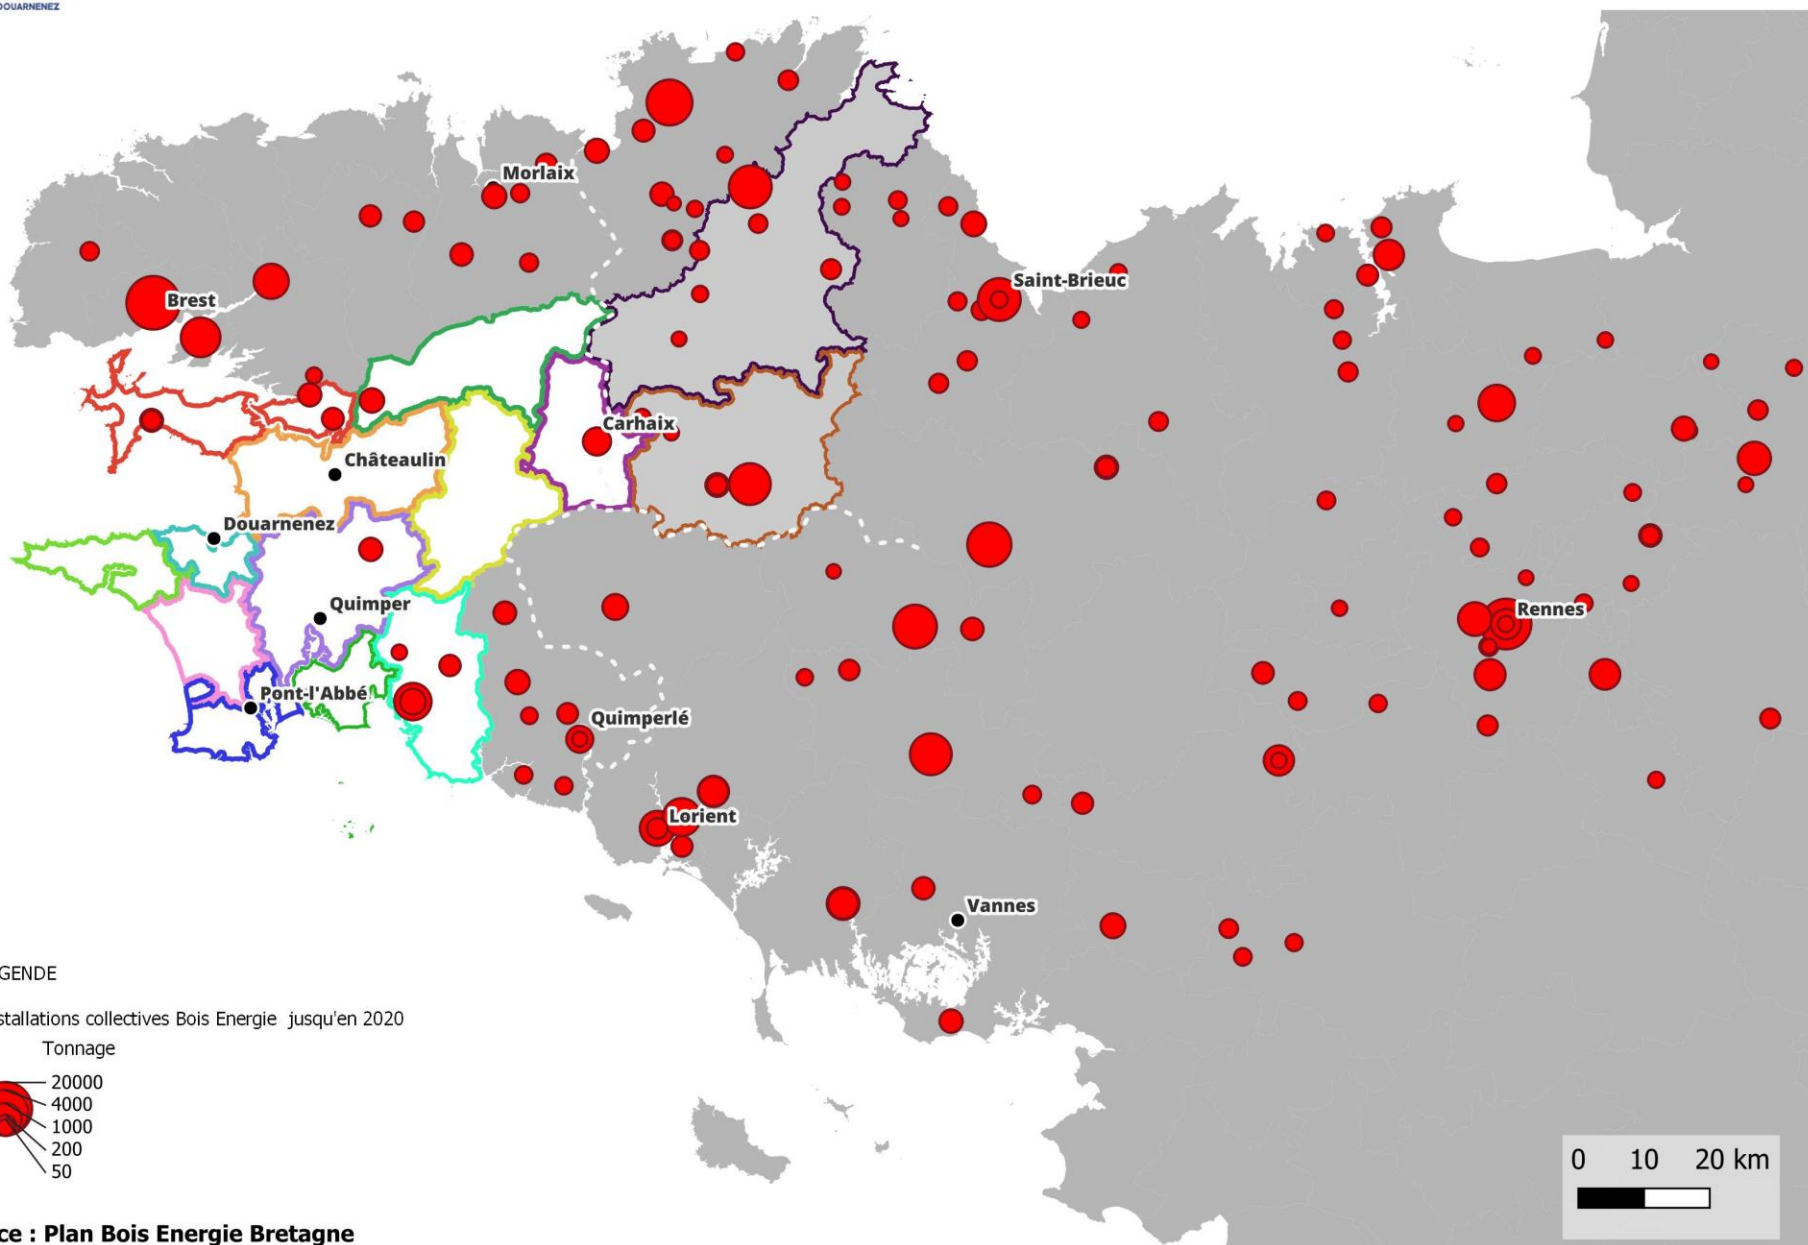 DOUARNENEZ
Morlaix
Brest
Saint-Brieuc
Carhaix
Châteaulin
Douarnenez
Quimper
Rennes
Pont-l'Abbé
Quimperlé
Lorient
Vannes
GENDE
stallations collectives Bois Energie jusqu'en 2020
Tonnage
20000
4000
1000
200
50
0 10 20 km
ce : Plan Bois Energie Bretagne